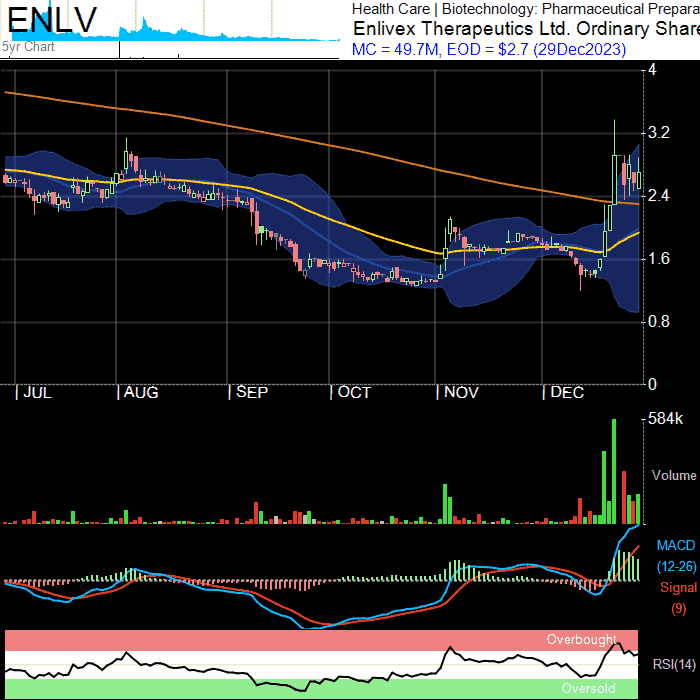 ENLV
5yr Chart
Health Care | Biotechnology: Pharmaceutical Prepara
Enlivex Therapeutics Ltd. Ordinary Share
MC = 49.7M, EOD = $2.7 (29Dec2023)
4
3.2
2.4
1.6
0.8
0
| JUL | AUG | SEP | OCT | NOV | DEC
584k
Volume
MACD
(12-26)
Signal
(9)
Overbought
RSI(14)
Oversold